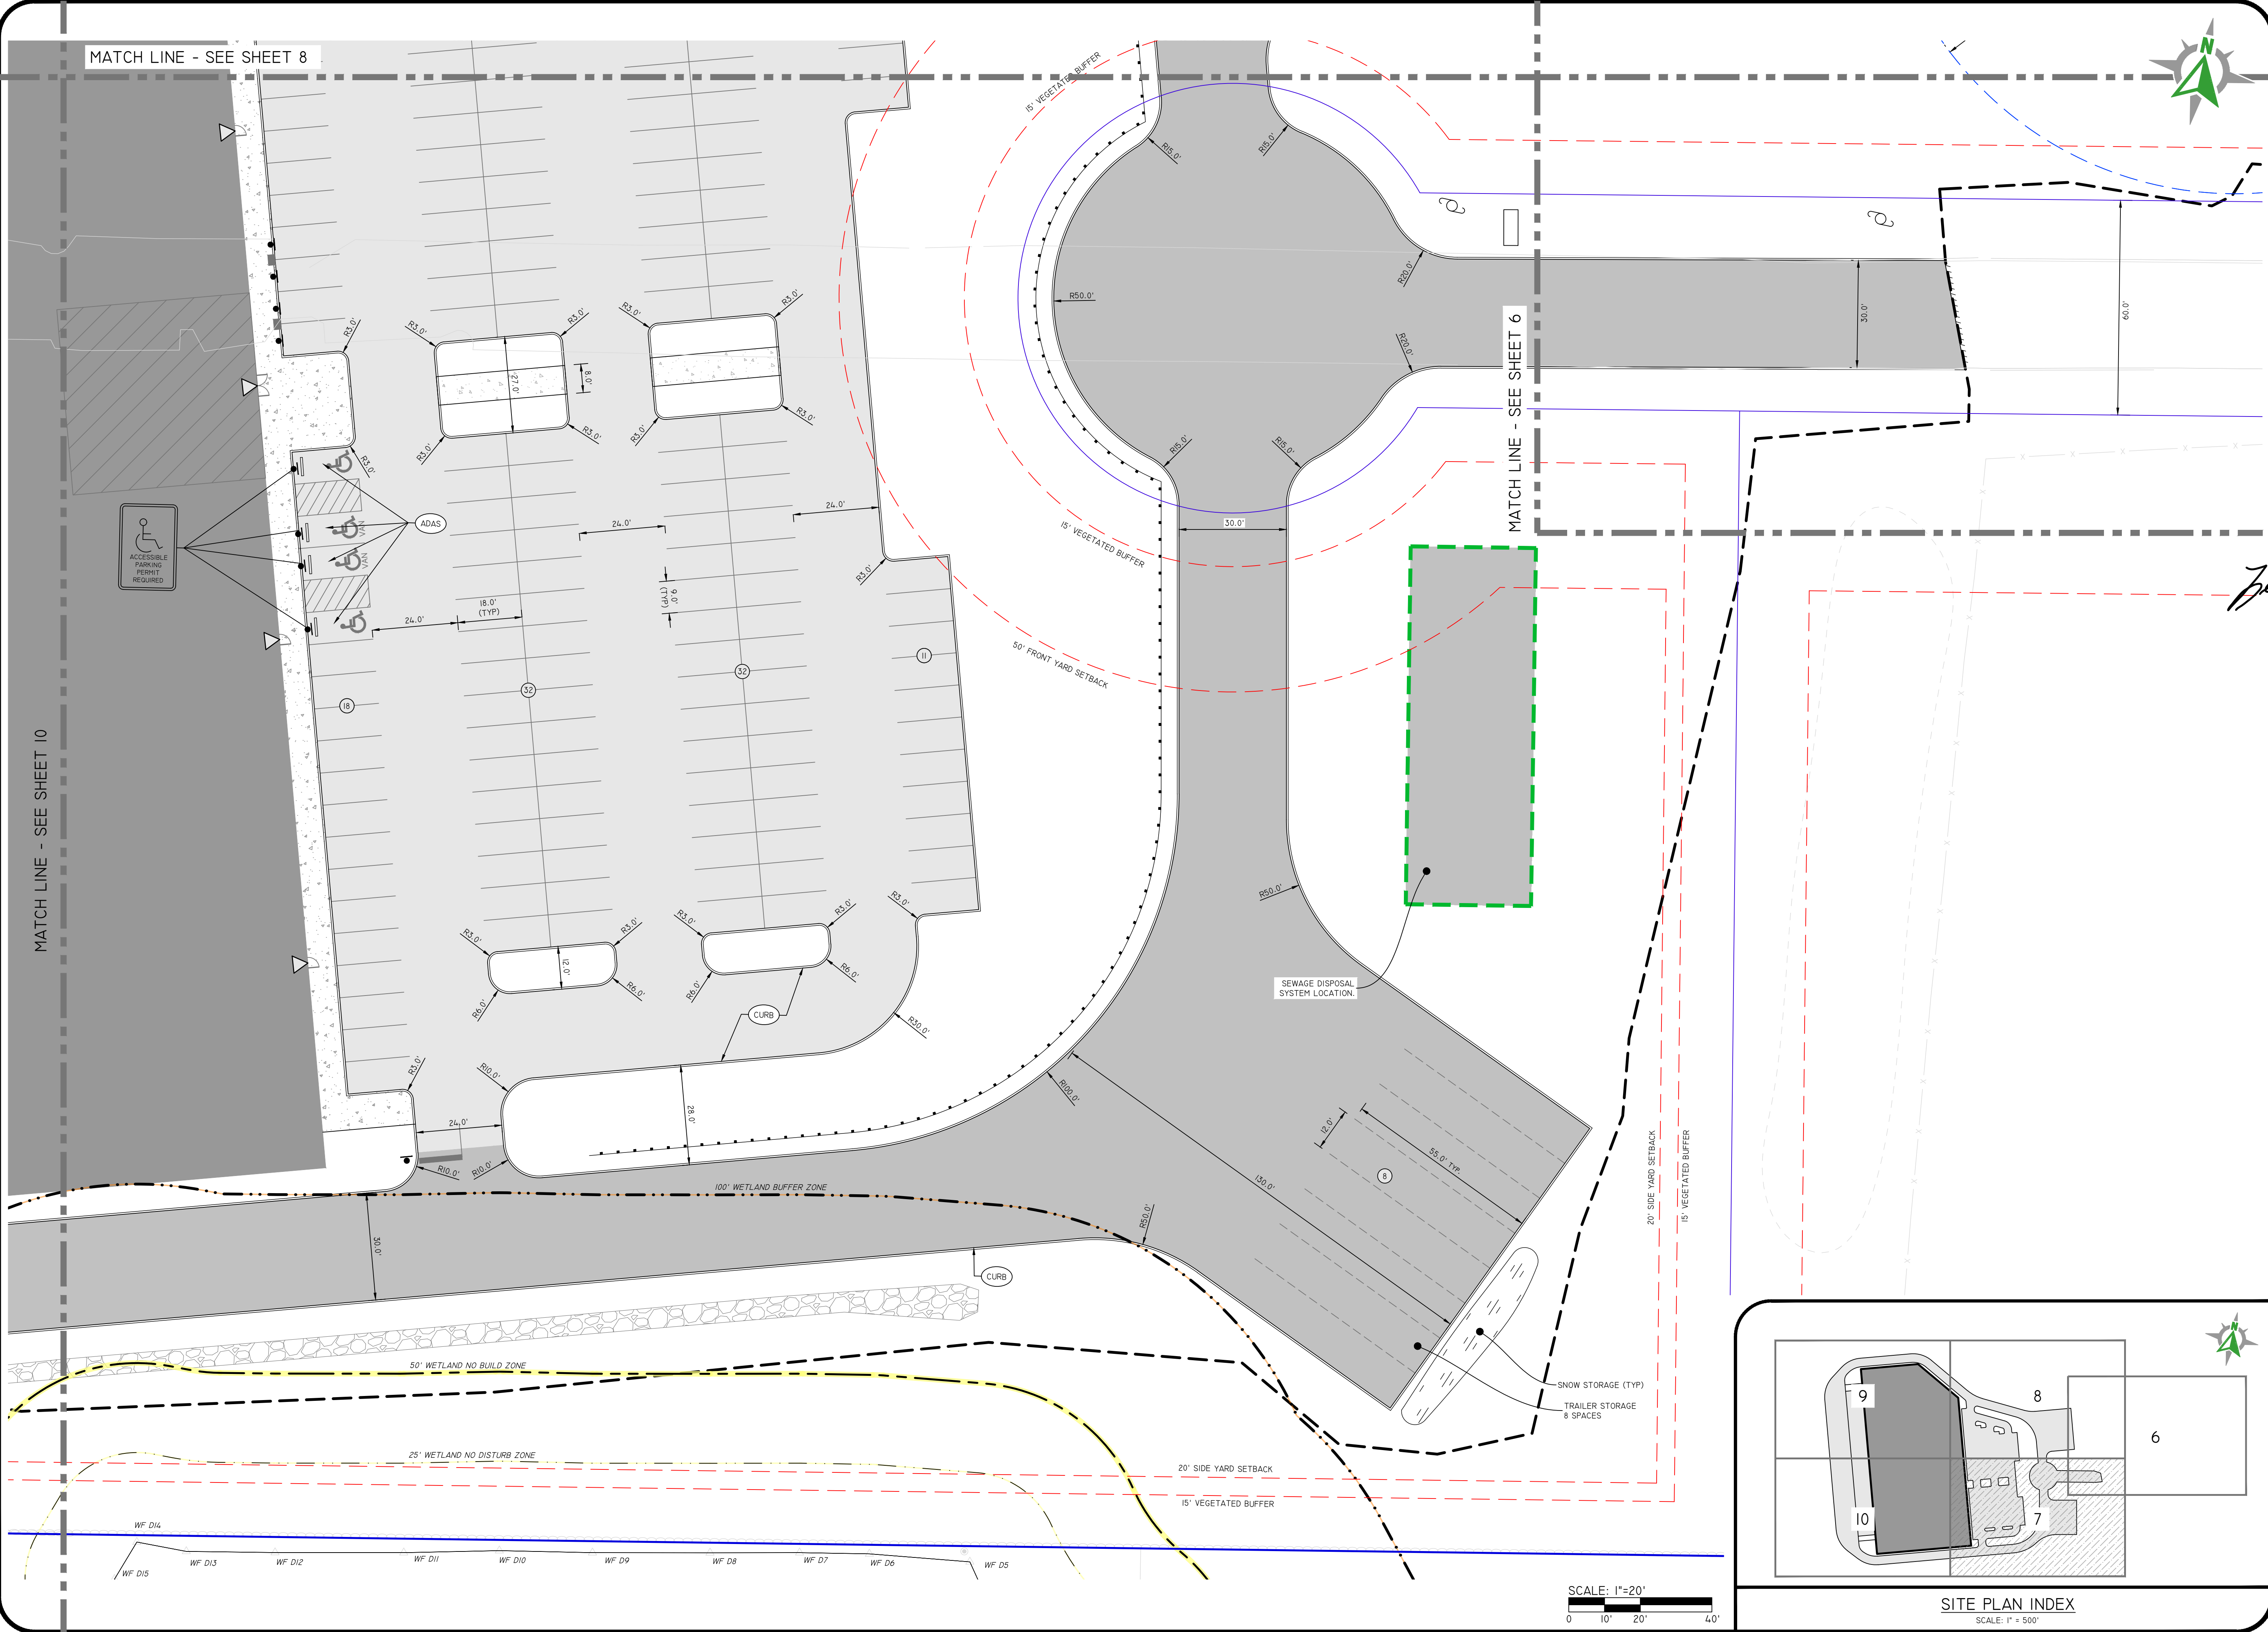 MATCH LINE - SEE SHEET 8
N
15' VEGETATED BUFFER
R15.0'
R15.0'
R20.0'
R50.0'
R20.0'
30.0'
60.0'
MATCH LINE - SEE SHEET 6
R3.0'
R3.0'
R3.0'
R3.0'
R3.0'
27.0'
8.0'
R3.0'
R3.0'
R3.0'
R3.0'
R3.0'
R15.0'
R15.0'
ACCESSIBLE
PARKING
PERMIT
REQUIRED
VAN
VAN
ADAS
24.0'
24.0'
30.0'
15' VEGETATED BUFFER
R3.0'
9.0'
(TYP)
18.0'
(TYP)
24.0'
50' FRONT YARD SETBACK
11
32
32
18
MATCH LINE - SEE SHEET 10
R3.0'
R3.0'
12.0'
R6.0'
R6.0'
R3.0'
R3.0'
R6.0'
R6.0'
R3.0'
R50.0'
SEWAGE DISPOSAL
SYSTEM LOCATION.
CURB
R30.0'
R3.0'
R10.0'
24.0'
28.0'
R100.0'
R10.0'
R10.0'
12.0'
55.0' TYP.
130.0'
8
20' SIDE YARD SETBACK
15' VEGETATED BUFFER
100' WETLAND BUFFER ZONE
30.0'
R50.0'
CURB
50' WETLAND NO BUILD ZONE
SNOW STORAGE (TYP)
TRAILER STORAGE
8 SPACES
25' WETLAND NO DISTURB ZONE
20' SIDE YARD SETBACK
15' VEGETATED BUFFER
WF D14
WF D15
WF D13
WF D12
WF D11
WF D10
WF D9
WF D8
WF D7
WF D6
WF D5
SCALE: 1"=20'
0 10' 20' 40'
N
9
8
6
10
7
SITE PLAN INDEX
SCALE: 1" = 500'